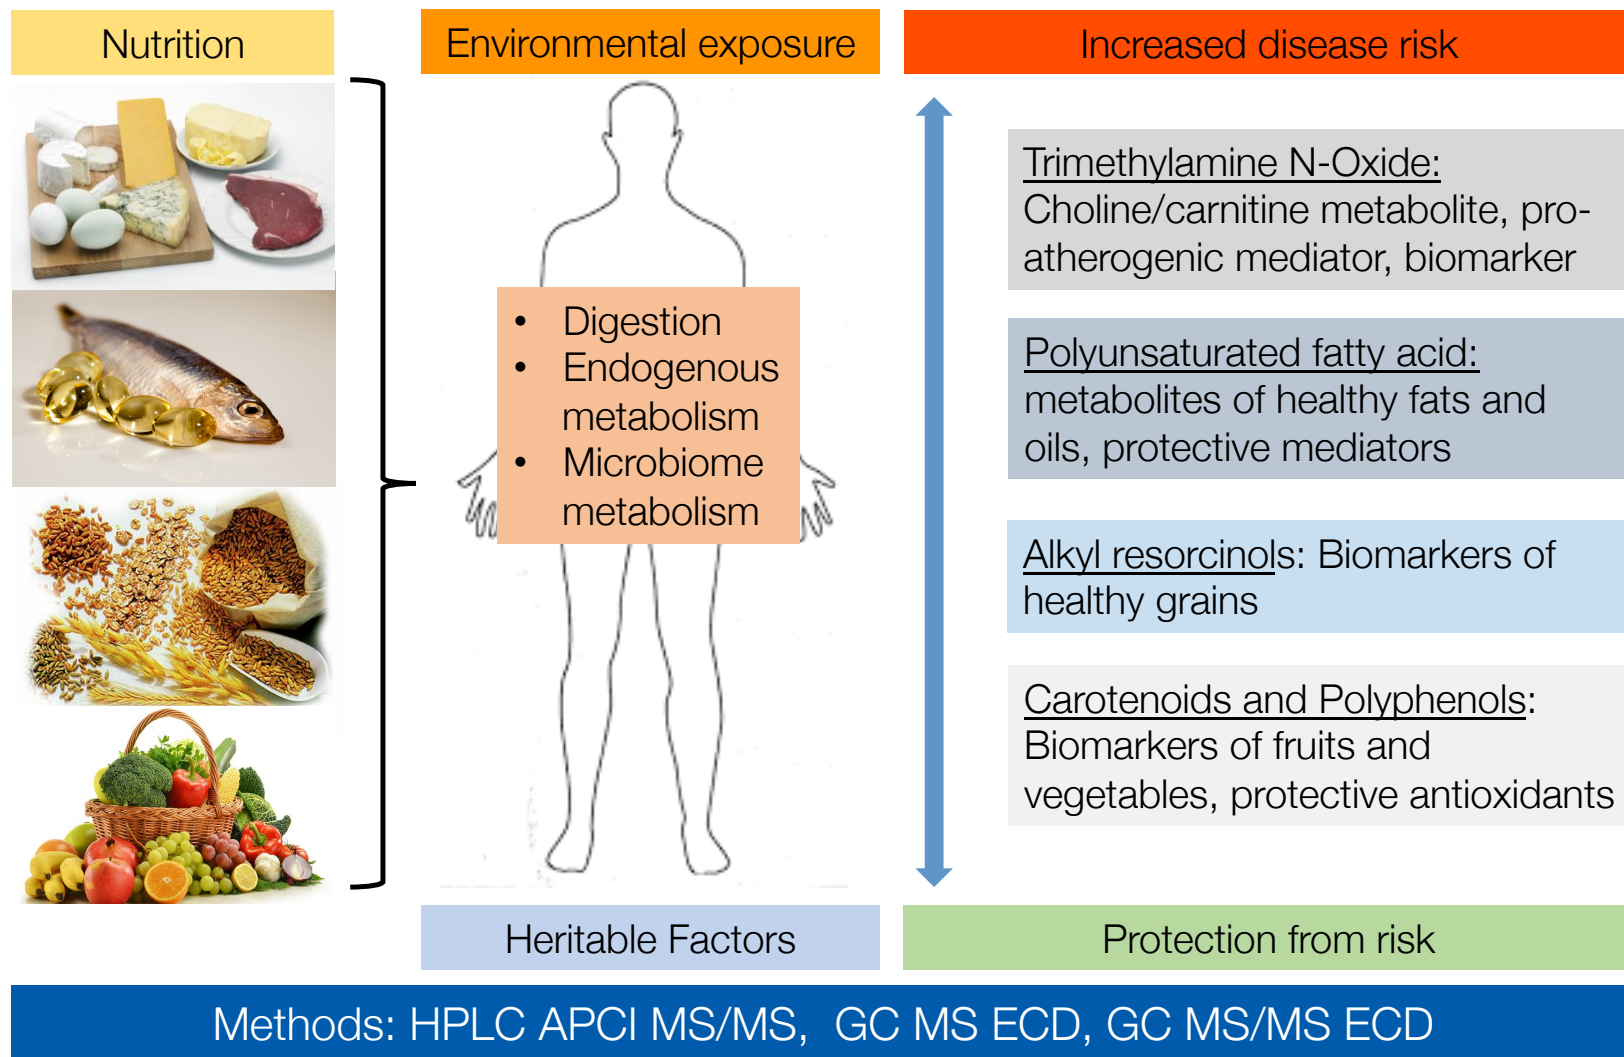 Nutrition
Environmental exposure
Increased disease risk
• Digestion
• Endogenous
metabolism
• Microbiome
metabolism
Trimethylamine N-Oxide:
Choline/carnitine metabolite, pro-
atherogenic mediator, biomarker
Polyunsaturated fatty acid:
metabolites of healthy fats and
oils, protective mediators
Alkyl resorcinols: Biomarkers of
healthy grains
Carotenoids and Polyphenols:
Biomarkers of fruits and
vegetables, protective antioxidants
Heritable Factors
Protection from risk
Methods: HPLC APCI MS/MS, GC MS ECD, GC MS/MS ECD